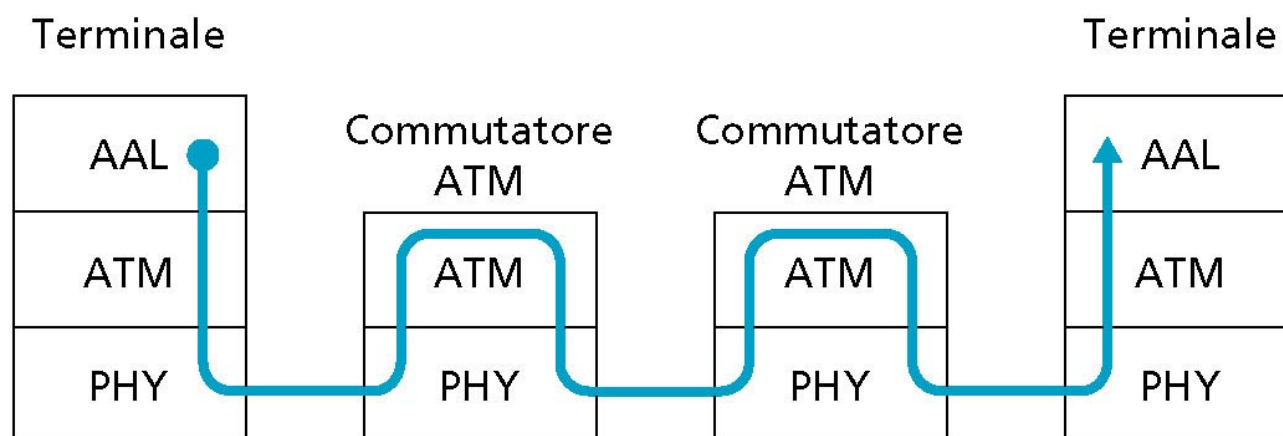 Terminale
Terminale
Commutatore
ATM
Commutatore
ATM
AAL
AAL
ATM
ATM
ATM
ATM
PHY
PHY
PHY
PHY